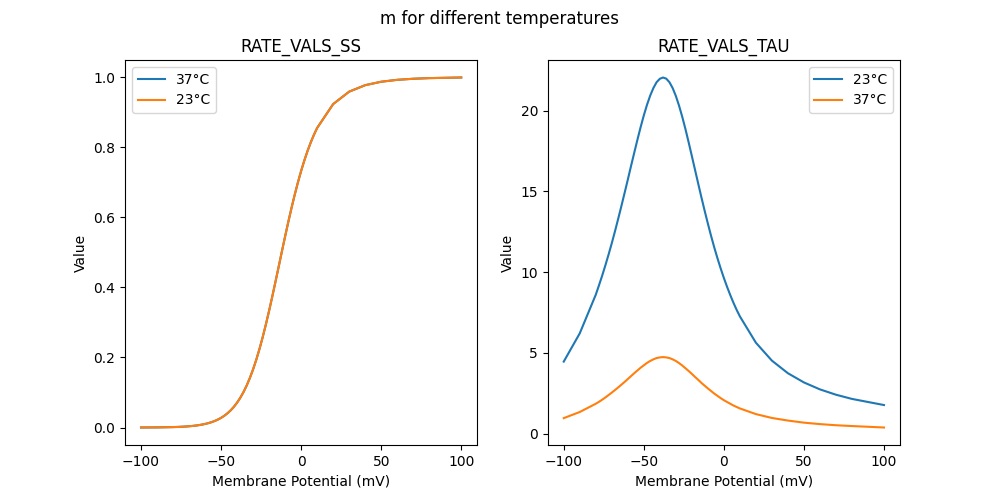 m for different temperatures
RATE_VALS_SS
1.0
0.8
0.6
0.4
0.2
0.0
Value
37°C
23°C
−100
−50
0
50
100
Membrane Potential (mV)
RATE_VALS_TAU
20
15
10
5
0
Value
23°C
37°C
−100
−50
0
50
100
Membrane Potential (mV)